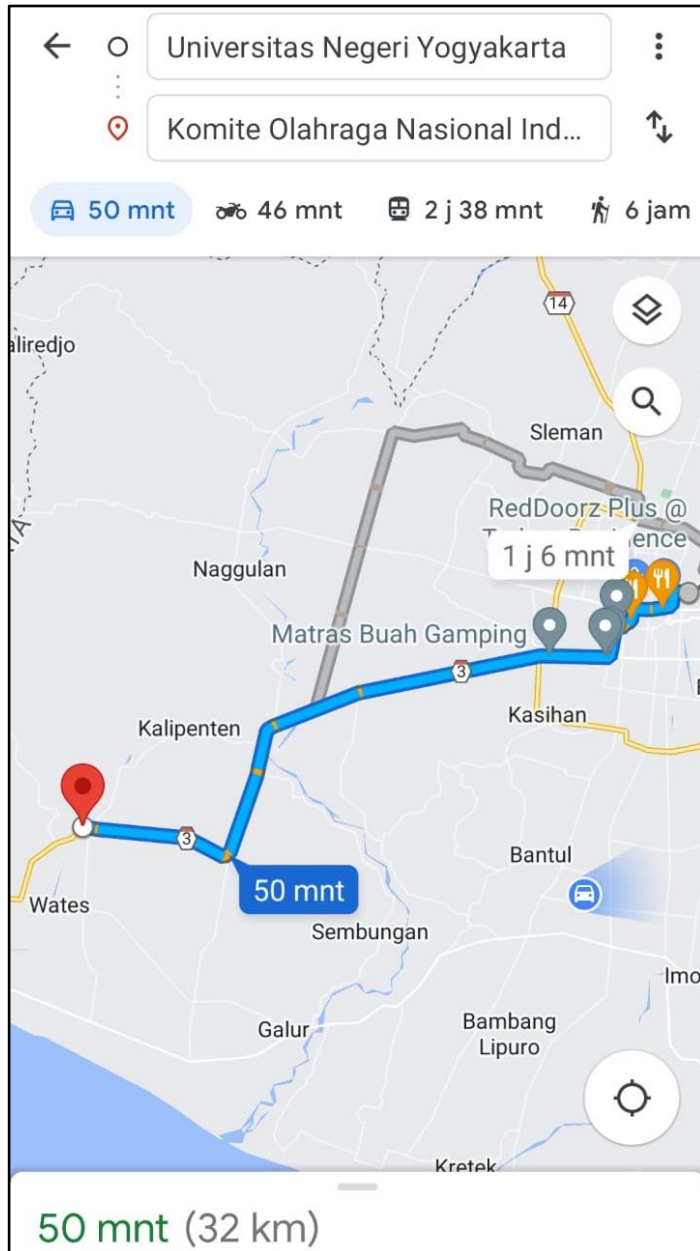 Universitas Negeri Yogyakarta
Komite Olahraga Nasional Ind...
50 mnt
46 mnt
2 j 38 mnt
6 jam
14
aliredjo
Sleman
RedDoorz Plus @
1 j 6 mnt
Naggulan
Matras Buah Gamping
3
Kasihan
Kalipenten
3
Bantul
50 mnt
Wates
Sembungan
Imo
Galur
Bambang
Lipuro
Kretek
50 mnt (32 km)